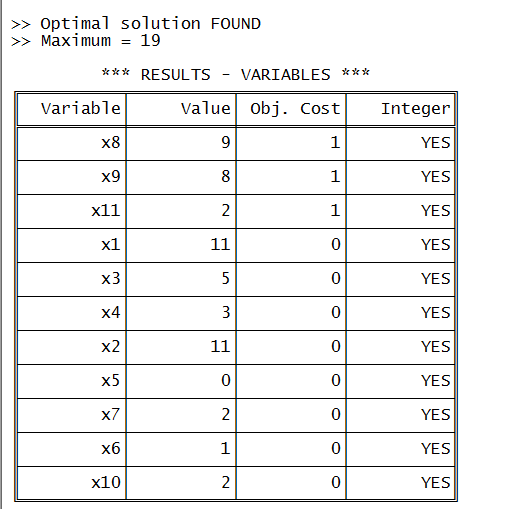 >> Optimal solution FOUND
>> Maximum = 19
*** RESULTS - VARIABLES ***
Variable Value Obj. Cost Integer
x8 9 1 YES
x9 8 1 YES
x11 2 1 YES
x1 11 0 YES
x3 5 0 YES
x4 3 0 YES
x2 11 0 YES
x5 0 0 YES
x7 2 0 YES
x6 1 0 YES
x10 2 0 YES